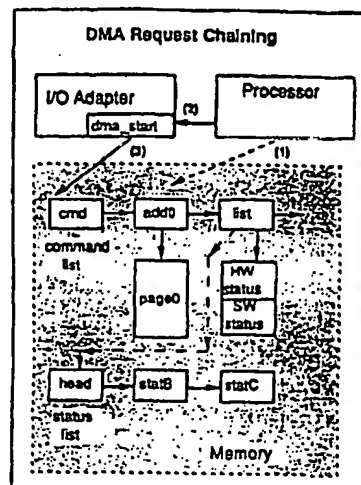 DMA Request Chaining
I/O Adapter
Processor
dma_start
(2)
(3)
(1)
cmd
add0
list
command
list
page0
HW
status
SW
status
head
statB
statC
status
list
Memory